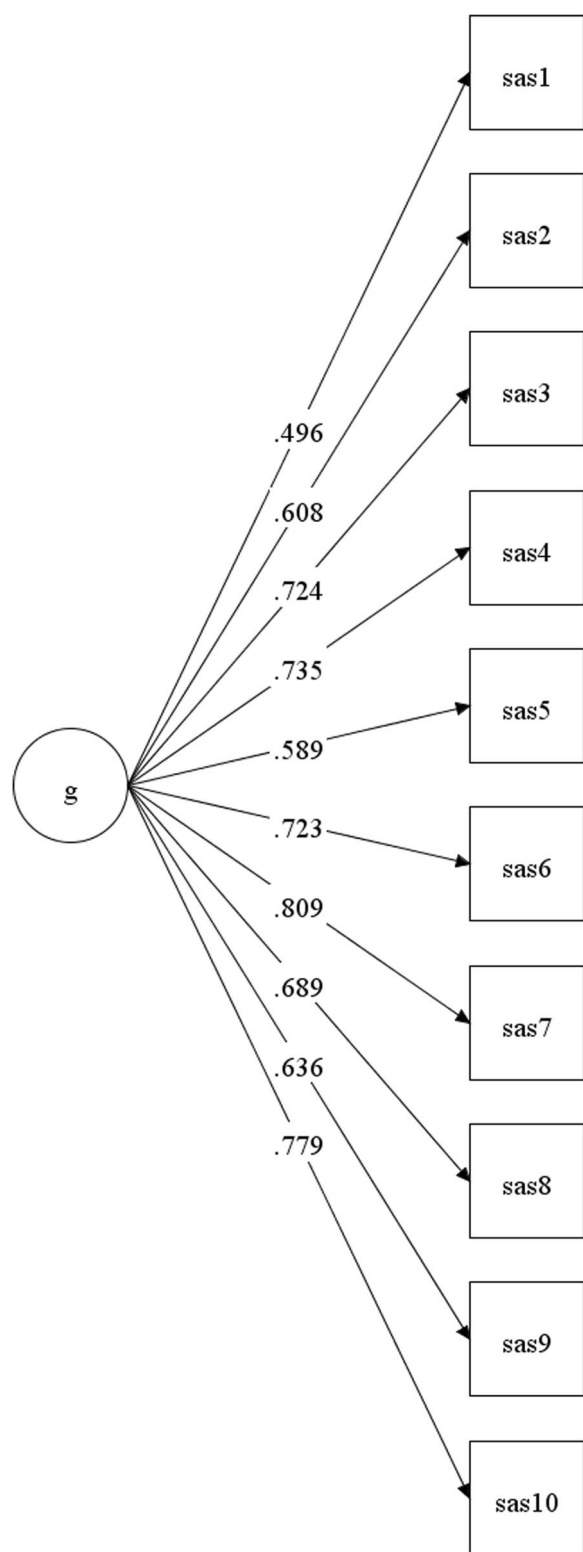 sas1
sas2
sas3
.496
.608
sas4
.724
.735
sas5
.589
g
.723
sas6
.809
.689
sas7
.636
.779
sas8
sas9
sas10